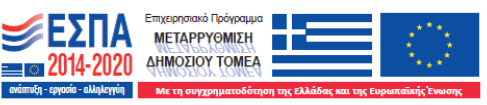 ΕΣΠΑ
2014-2020
ανάπτυξη - εργασία - αλληλεγγύη
Επιχειρησιακό Πρόγραμμα
ΜΕΤΑΡΡΥΘΜΙΣΗ
ΔΗΜΟΣΙΟΥ ΤΟΜΕΑ
Με τη συγχρηματοδότηση της Ελλάδας και της Ευρωπαϊκής Ένωσης